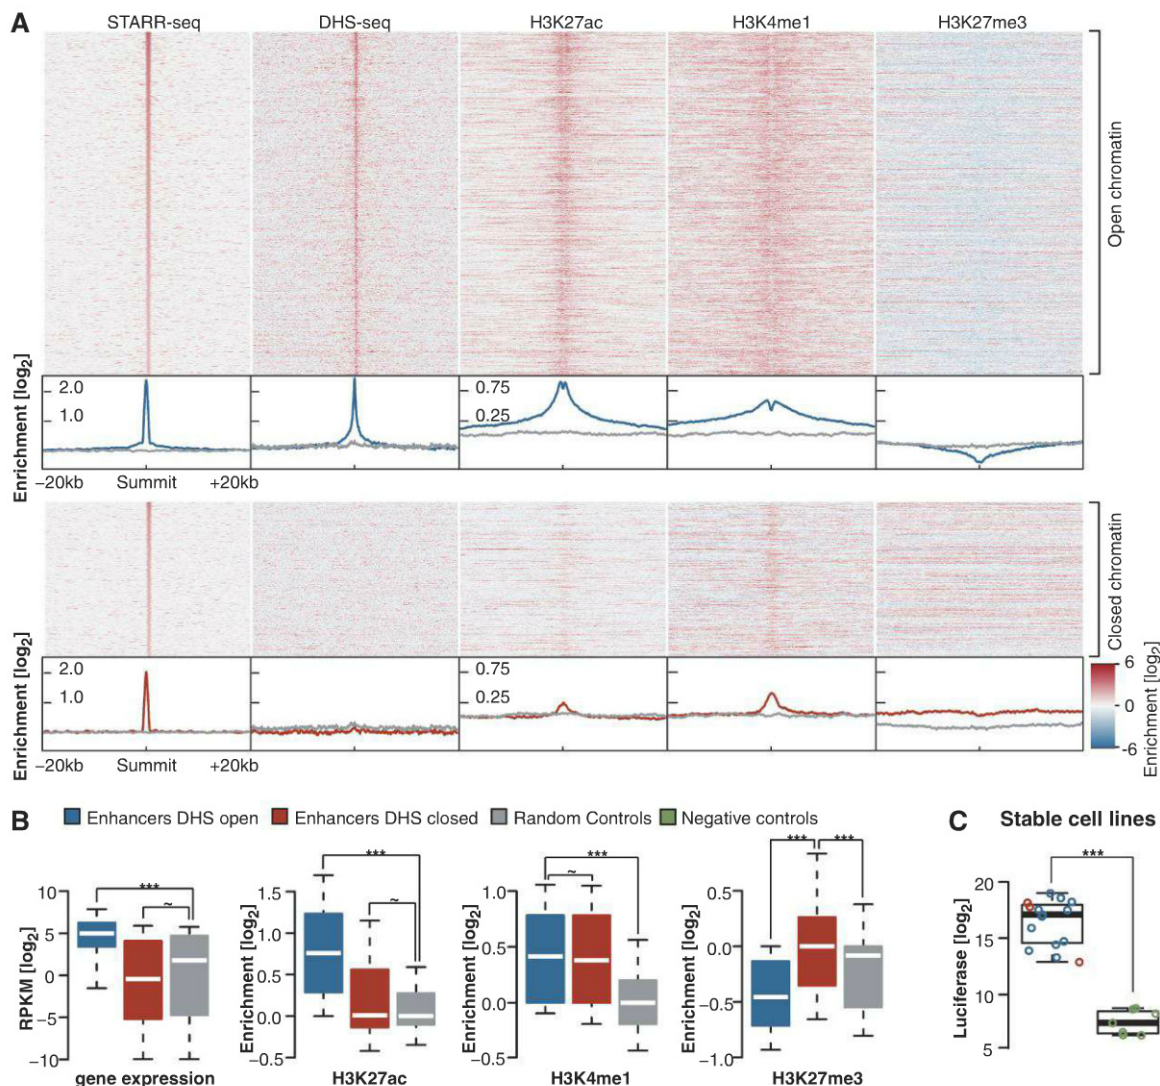 A
STARR-seq DHS-seq H3K27ac H3K4me1 H3K27me3
Open chromatin
Enrichment [log2]
2.0
1.0
0.75
0.25
−20kb Summit +20kb
Closed chromatin
Enrichment [log2]
2.0
1.0
0.75
0.25
6
0
-6
Enrichment [log2]
−20kb Summit +20kb
B
Enhancers DHS open Enhancers DHS closed Random Controls Negative controls
RPKM [log2]
10
5
0
−5
−10
***
~
gene expression
Enrichment [log2]
1.5
1.0
0.5
0.0
−0.5
***
~
H3K27ac
Enrichment [log2]
1.0
0.5
0.0
−0.5
***
~
H3K4me1
Enrichment [log2]
0.5
0.0
−0.5
−1.0
*** ***
H3K27me3
C Stable cell lines
***
Luciferase [log2]
20
15
10
5